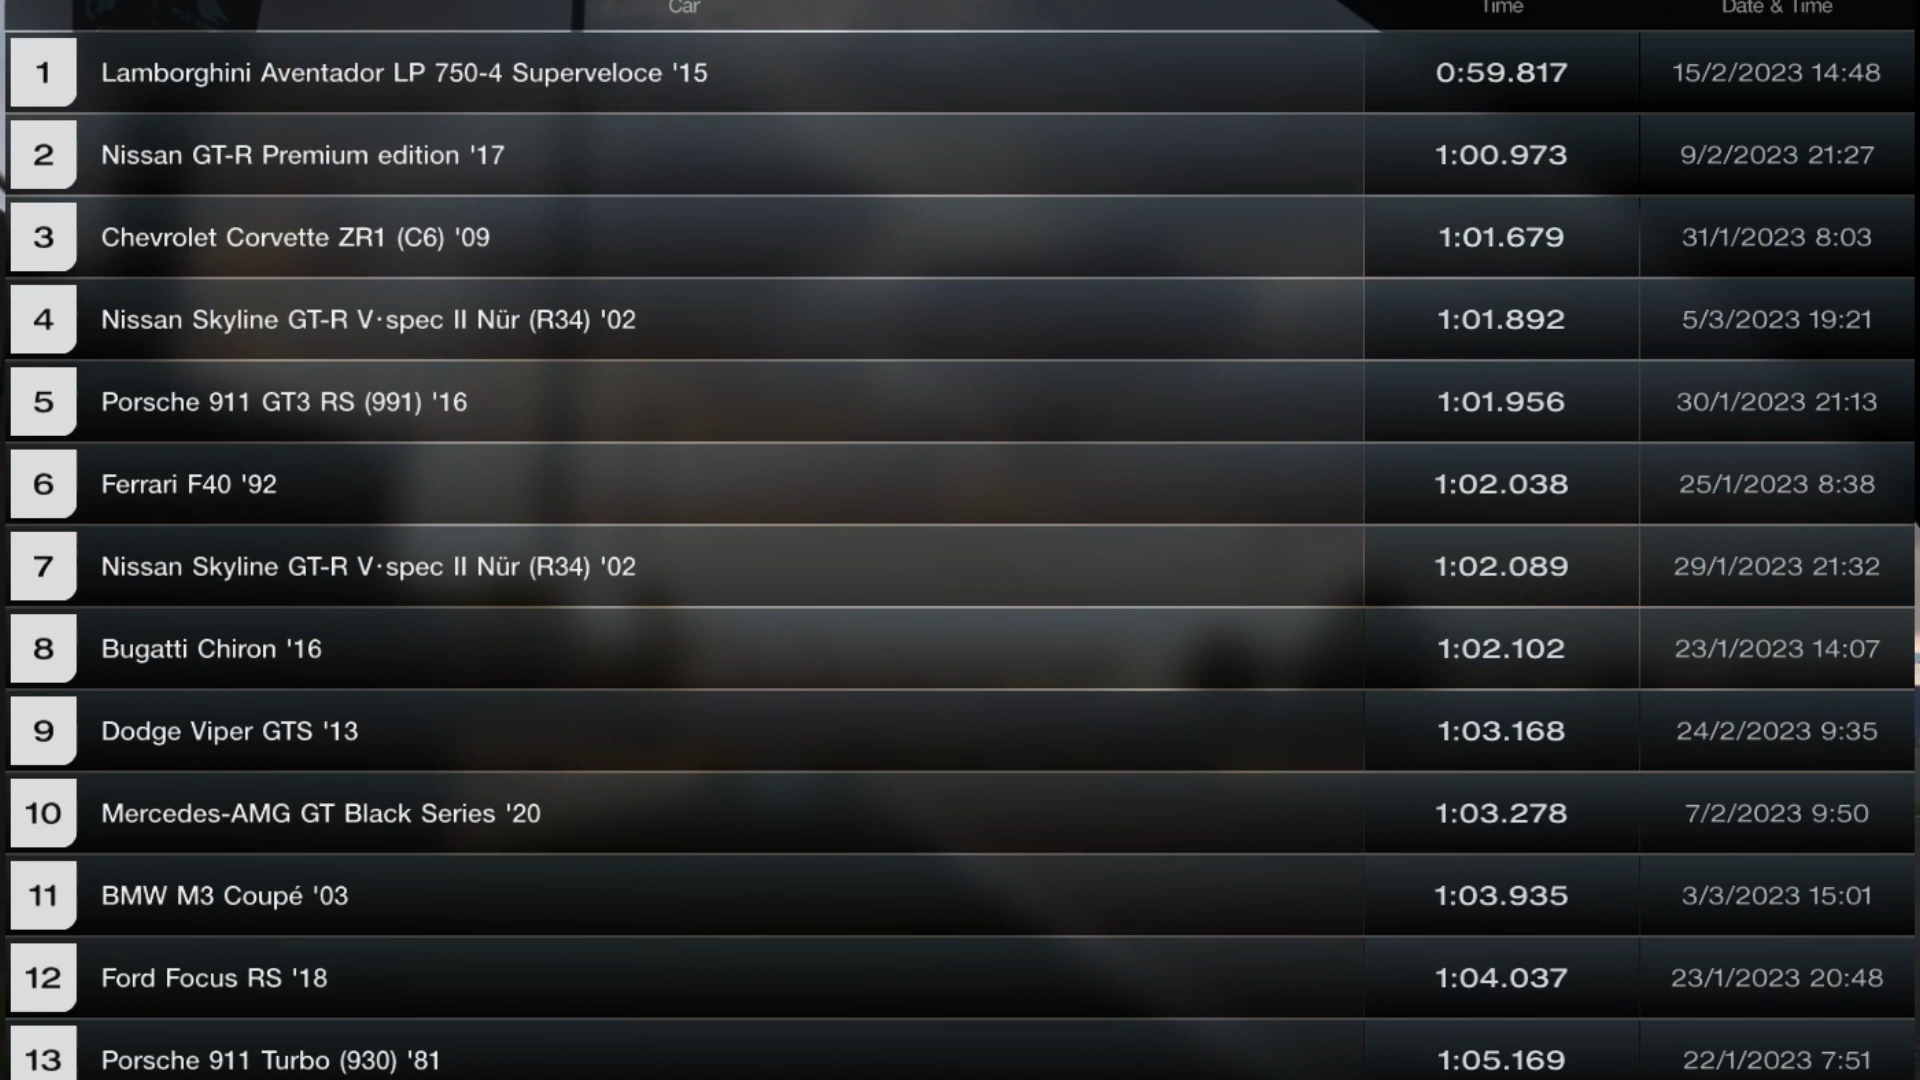 Car Time Date & Time
1 Lamborghini Aventador LP 750-4 Superveloce '15 0:59.817 15/2/2023 14:48
2 Nissan GT-R Premium edition '17 1:00.973 9/2/2023 21:27
3 Chevrolet Corvette ZR1 (C6) '09 1:01.679 31/1/2023 8:03
4 Nissan Skyline GT-R V·spec II Nür (R34) '02 1:01.892 5/3/2023 19:21
5 Porsche 911 GT3 RS (991) '16 1:01.956 30/1/2023 21:13
6 Ferrari F40 '92 1:02.038 25/1/2023 8:38
7 Nissan Skyline GT-R V·spec II Nür (R34) '02 1:02.089 29/1/2023 21:32
8 Bugatti Chiron '16 1:02.102 23/1/2023 14:07
9 Dodge Viper GTS '13 1:03.168 24/2/2023 9:35
10 Mercedes-AMG GT Black Series '20 1:03.278 7/2/2023 9:50
11 BMW M3 Coupé '03 1:03.935 3/3/2023 15:01
12 Ford Focus RS '18 1:04.037 23/1/2023 20:48
13 Porsche 911 Turbo (930) '81 1:05.169 22/1/2023 7:51